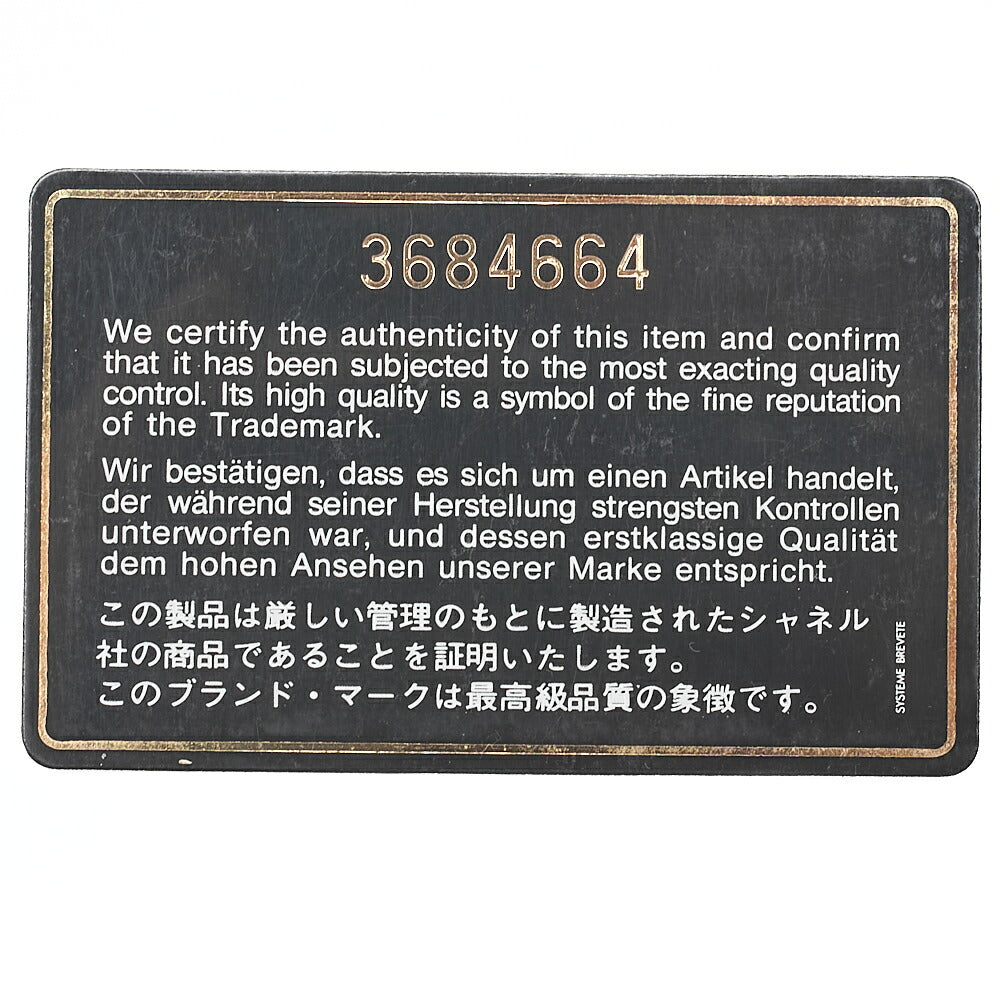 3684664
We certify the authenticity of this item and confirm
that it has been subjected to the most exacting quality
control. Its high quality is a symbol of the fine reputation
of the Trademark.
Wir bestätigen, dass es sich um einen Artikel handelt,
der während seiner Herstellung strengsten Kontrollen
unterworfen war, und dessen erstklassige Qualität
dem hohen Ansehen unserer Marke entspricht.
この製品は厳しい管理のもとに製造されたシャネル
社の商品であることを証明いたします。
このブランド・マークは最高級品質の象徴です。
SYSTEME BREVETE